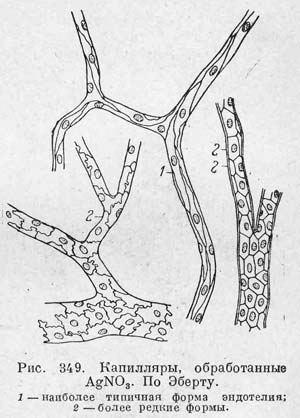 1
2
2
2
Рис. 349. Капилляры, обработанные
AgNO₃. По Эберту.
1 — наиболее типичная форма эндотелия;
2 — более редкие формы.